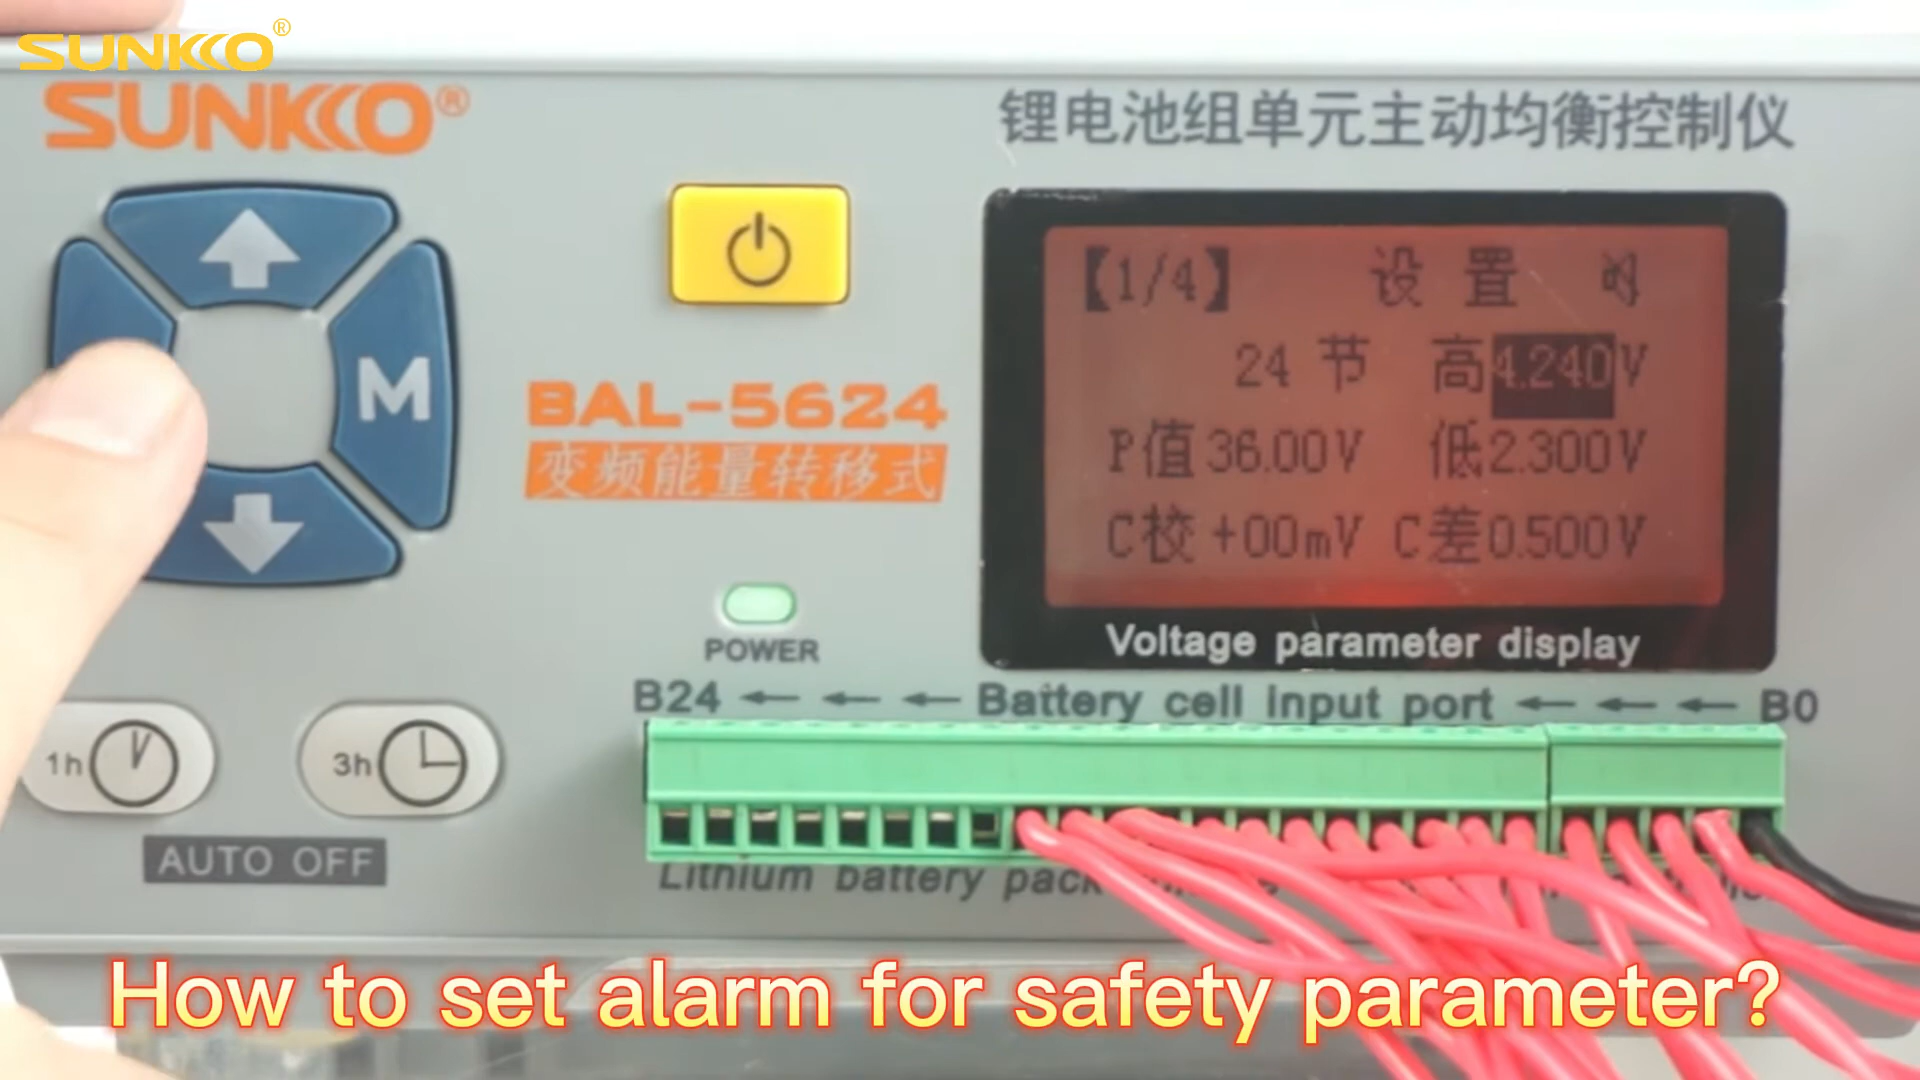 SUNKKO®
SUNKKO®
锂电池组单元主动均衡控制仪
【1/4】 设 置
24 节 高4.240V
P值36.00V 低2.300V
C校+00mV C差0.500V
Voltage parameter display
M
BAL-5624
变频能量转移式
POWER
B24 ← ← ← Battery cell input port ← ← ← B0
1h
3h
AUTO OFF
Lithium battery pack
How to set alarm for safety parameter?